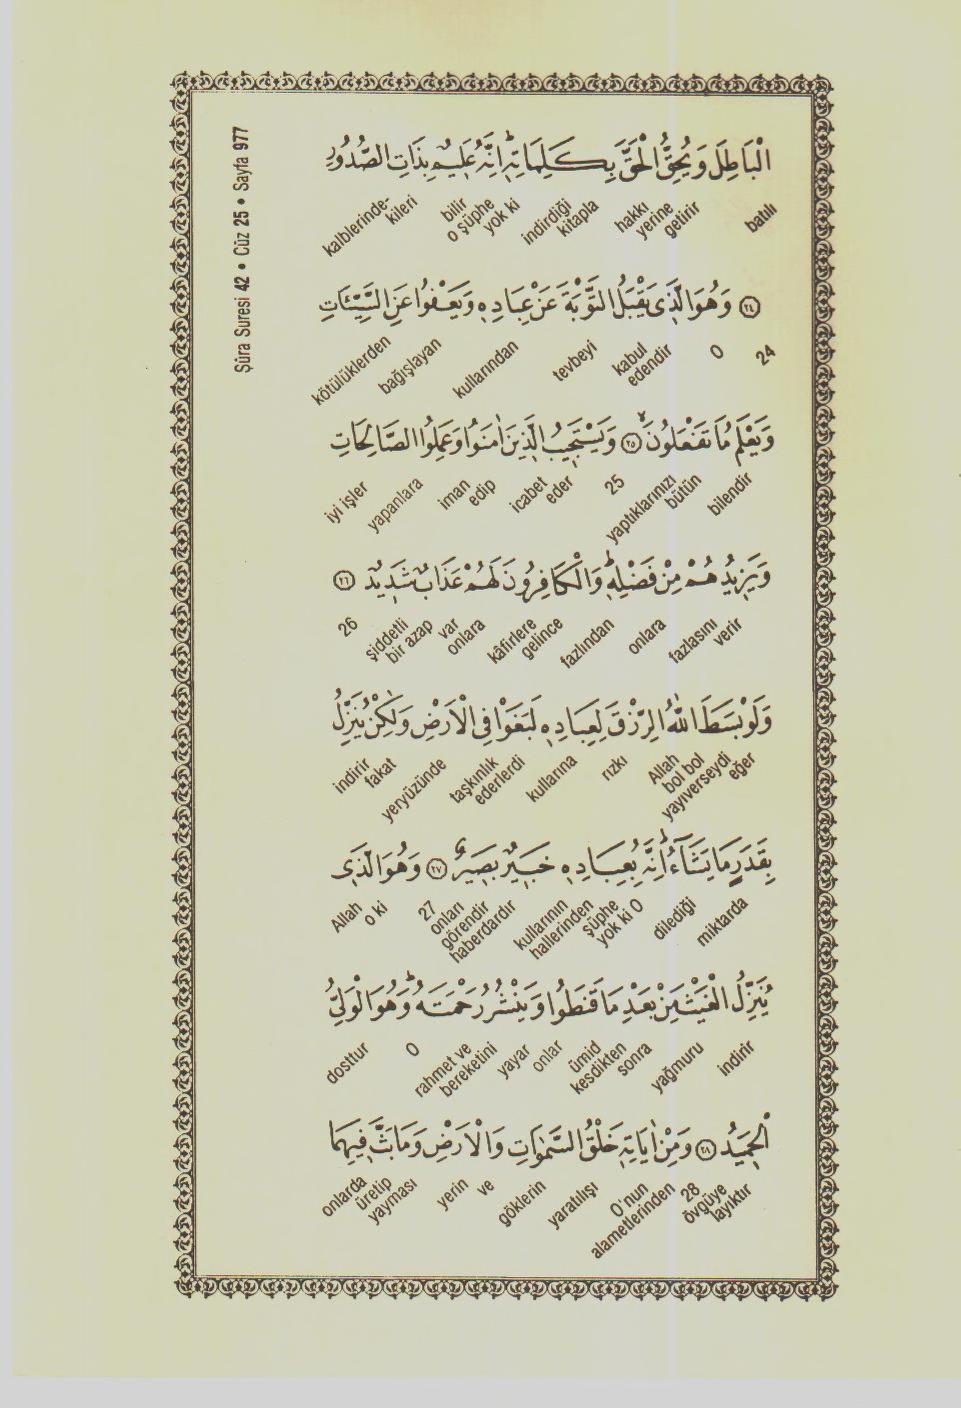 Şûra Suresi 42 • Cüz 25 • Sayfa 977
الْبَاطِلَ وَيُحِقُّ الْحَقَّ بِكَلِمَاتِهِ اِنَّهُ عَلِيمٌ بِذَاتِ الصُّدُورِ
batılı hakkı yerine getirir indirdiği kitapla bilir o şüphe yok ki kalblerinde-kileri
﴿٢٤﴾ وَهُوَ الَّذِى يَقْبَلُ التَّوْبَةَ عَنْ عِبَادِهِ وَيَعْفُوا عَنِ السَّيِّئَاتِ
24 O kabul edendir tevbeyi kullarından bağışlayan kötülüklerden
وَيَعْلَمُ مَا تَفْعَلُونَ ﴿٢٥﴾ وَيَسْتَجِيبُ الَّذِينَ اٰمَنُوا وَعَمِلُوا الصَّالِحَاتِ
bilendir bütün yaptıklarınızı 25 icabet eder iman edip yapanlara iyi işler
وَيَزِيدُهُمْ مِنْ فَضْلِهِ وَالْكَافِرُونَ لَهُمْ عَذَابٌ شَدِيدٌ ﴿٢٦﴾
fazlasını verir onlara fazlından kâfirlere gelince var onlara şiddetli bir azap 26
وَلَوْ بَسَطَ اللّٰهُ الرِّزْقَ لِعِبَادِهِ لَبَغَوْا فِى الْاَرْضِ وَلٰكِنْ يُنَزِّلُ
eğer Allah bol bol yayıverseydi rızkı kullarına taşkınlık ederlerdi yeryüzünde indirir fakat
بِقَدَرٍ مَا يَشَآءُ اِنَّهُ بِعِبَادِهِ خَبِيرٌ بَصِيرٌ ﴿٢٧﴾ وَهُوَ الَّذِى
miktarda dilediği şüphe yok ki O kullarının hallerinden 27 onları görendir haberdardır Allah o ki
يُنَزِّلُ الْغَيْثَ مِنْ بَعْدِ مَا قَنَطُوا وَيَنْشُرُ رَحْمَتَهُ وَهُوَ الْوَلِىُّ
indirir yağmuru ümid kesdikten sonra onlar yayar rahmet ve bereketini O dosttur
الْحَمِيدُ ﴿٢٨﴾ وَمِنْ اٰيَاتِهِ خَلْقُ السَّمٰوَاتِ وَالْاَرْضِ وَمَا بَثَّ فِيهِمَا
28 övgüye layıktır O'nun alametlerinden yaratılışı göklerin ve yerin onlarda üretip yayması